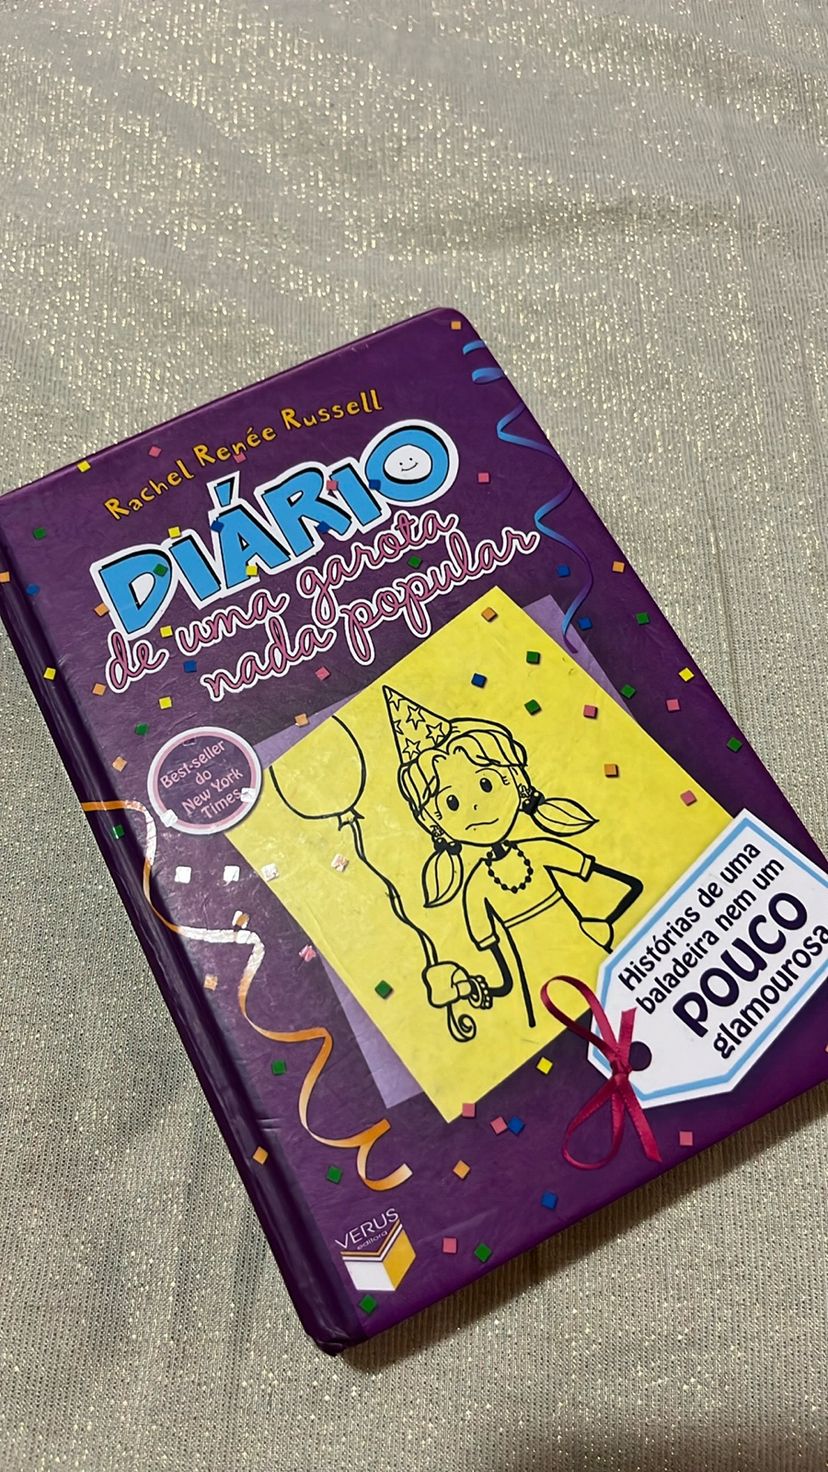 Rachel Renée Russell
DIÁRIO
de uma garota
nada popular
Best-seller
do
New York
Times
Histórias de uma
baladeira nem um
POUCO
glamourosa
VERUS
editora